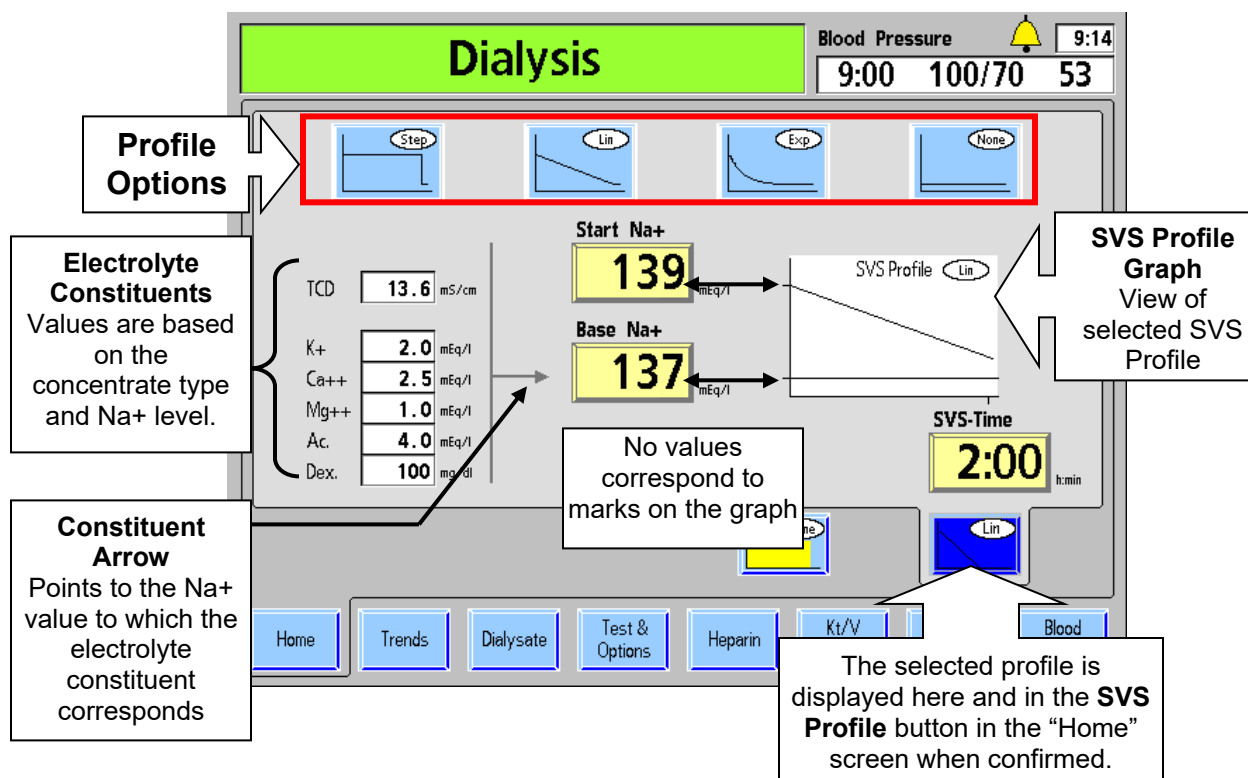 Dialysis
Blood Pressure
9:14
9:00 100/70 53
Profile
Options
Step
Lin
Exp
None
Electrolyte
Constituents
Values are based
on the
concentrate type
and Na+ level.
TCD 13.6 mS/cm
K+ 2.0 mEq/l
Ca++ 2.5 mEq/l
Mg++ 1.0 mEq/l
Ac. 4.0 mEq/l
Dex. 100 mg/dl
Start Na+
139 mEq/l
Base Na+
137 mEq/l
SVS Profile Lin
SVS Profile
Graph
View of
selected SVS
Profile
SVS-Time
2:00 h:min
No values
correspond to
marks on the graph
Lin
Constituent
Arrow
Points to the Na+
value to which the
electrolyte
constituent
corresponds
Home
Trends
Dialysate
Test &
Options
Heparin
Kt/V
Blood
The selected profile is
displayed here and in the SVS
Profile button in the “Home”
screen when confirmed.